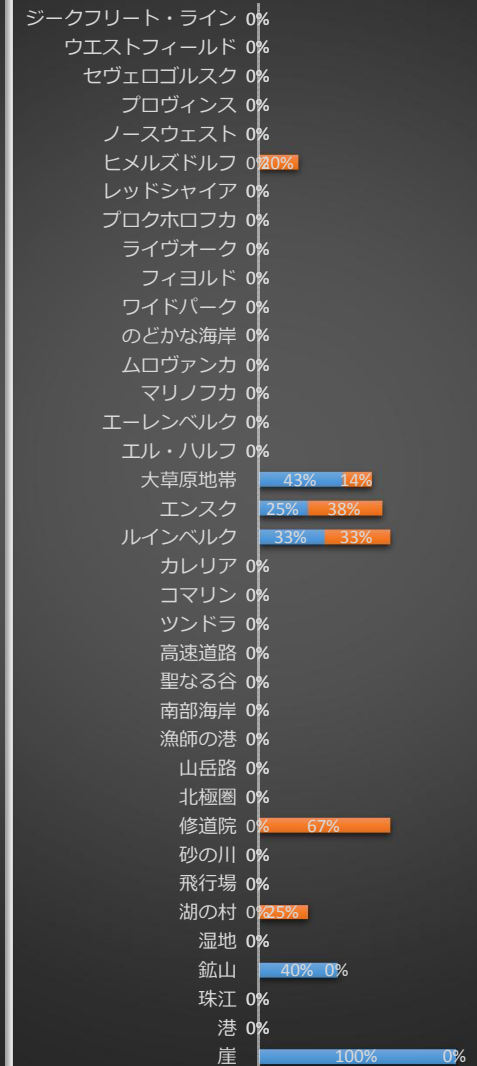 ジークフリート・ライン 0%
ウエストフィールド 0%
セヴェロゴルスク 0%
プロヴィンス 0%
ノースウェスト 0%
ヒメルズドルフ 0% 20%
レッドシャイア 0%
プロクホロフカ 0%
ライヴオーク 0%
フィヨルド 0%
ワイドパーク 0%
のどかな海岸 0%
ムロヴァンカ 0%
マリノフカ 0%
エーレンベルク 0%
エル・ハルフ 0%
大草原地帯 43% 14%
エンスク 25% 38%
ルインベルク 33% 33%
カレリア 0%
コマリン 0%
ツンドラ 0%
高速道路 0%
聖なる谷 0%
南部海岸 0%
漁師の港 0%
山岳路 0%
北極圏 0%
修道院 0% 67%
砂の川 0%
飛行場 0%
湖の村 0% 25%
湿地 0%
鉱山 40% 0%
珠江 0%
港 0%
崖 100% 0%